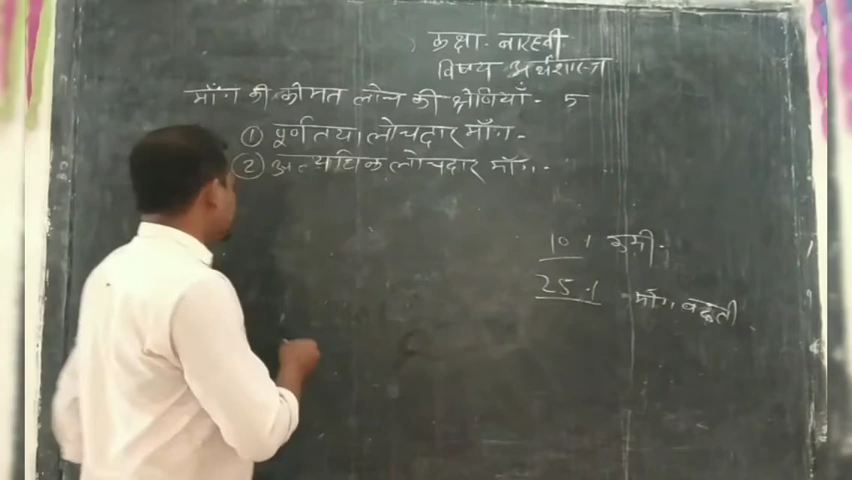 कक्षा - बारहवी
विषय अर्थशास्त्र
माँग की कीमत लोच की श्रेणियाँ - 5
① पूर्णतया लोचदार माँग -
② अत्यधिक लोचदार माँग -
10% कमी -
25% माँग बढ़ती